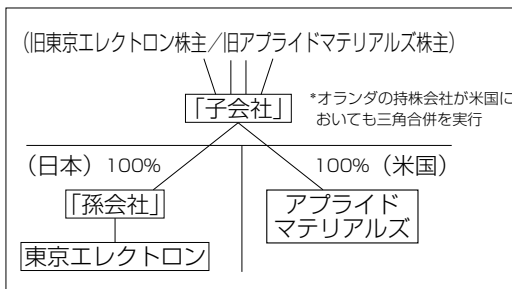 (旧東京エレクトロン株主/旧アプライドマテリアルズ株主)
「子会社」
*オランダの持株会社が米国に
おいても三角合併を実行
(日本) 100%
100% (米国)
「孫会社」
アプライド
マテリアルズ
東京エレクトロン